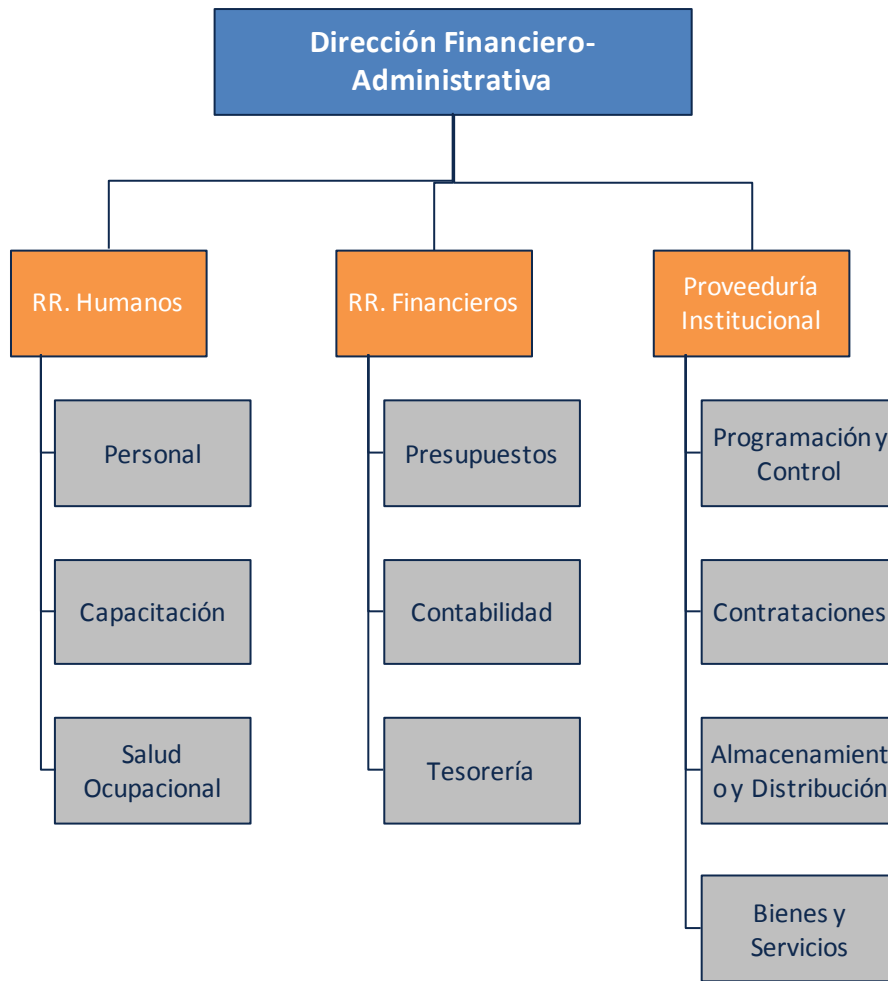 Dirección Financiero-
Administrativa
RR. Humanos
RR. Financieros
Proveeduría
Institucional
Personal
Presupuestos
Programación y
Control
Capacitación
Contabilidad
Contrataciones
Salud
Ocupacional
Tesorería
Almacenamient
o y Distribución
Bienes y
Servicios